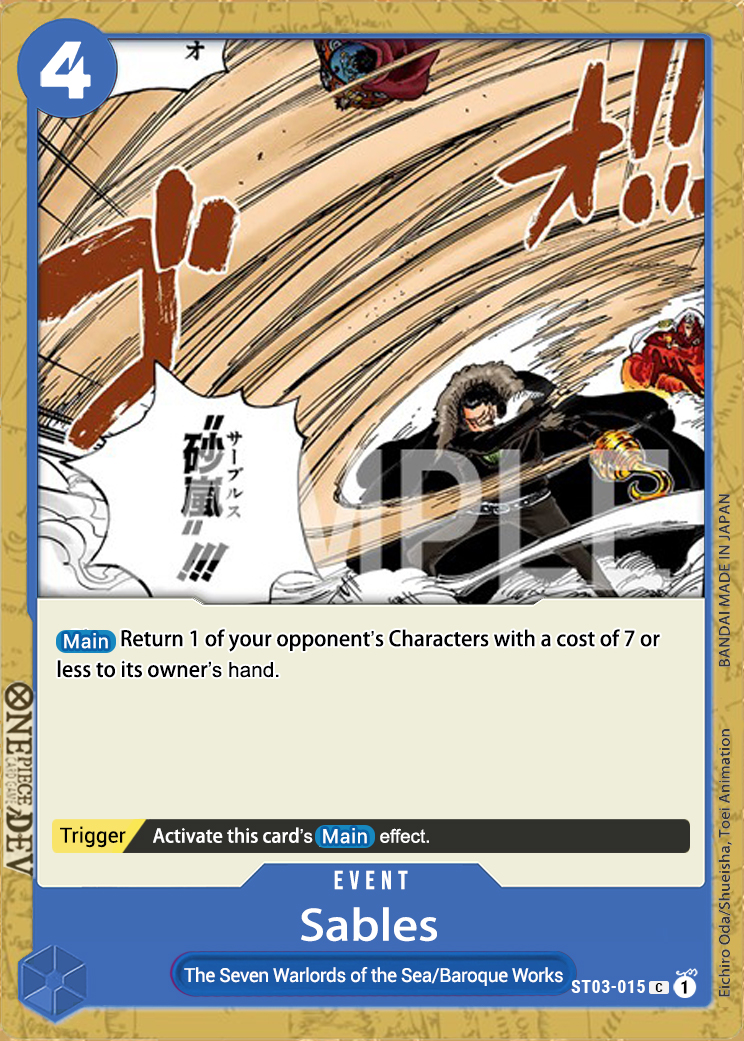 4
オ
オ!!!
ゴ
"砂嵐"!!!
サーブルス
SAMPLE
Main Return 1 of your opponent's Characters with a cost of 7 or
less to its owner's hand.
Trigger Activate this card's Main effect.
EVENT
Sables
The Seven Warlords of the Sea/Baroque Works
ST03-015 C 1
BANDAI MADE IN JAPAN
Eichiro Oda/Shueisha, Toei Animation
ONE PIECE CARD GAME /DEV